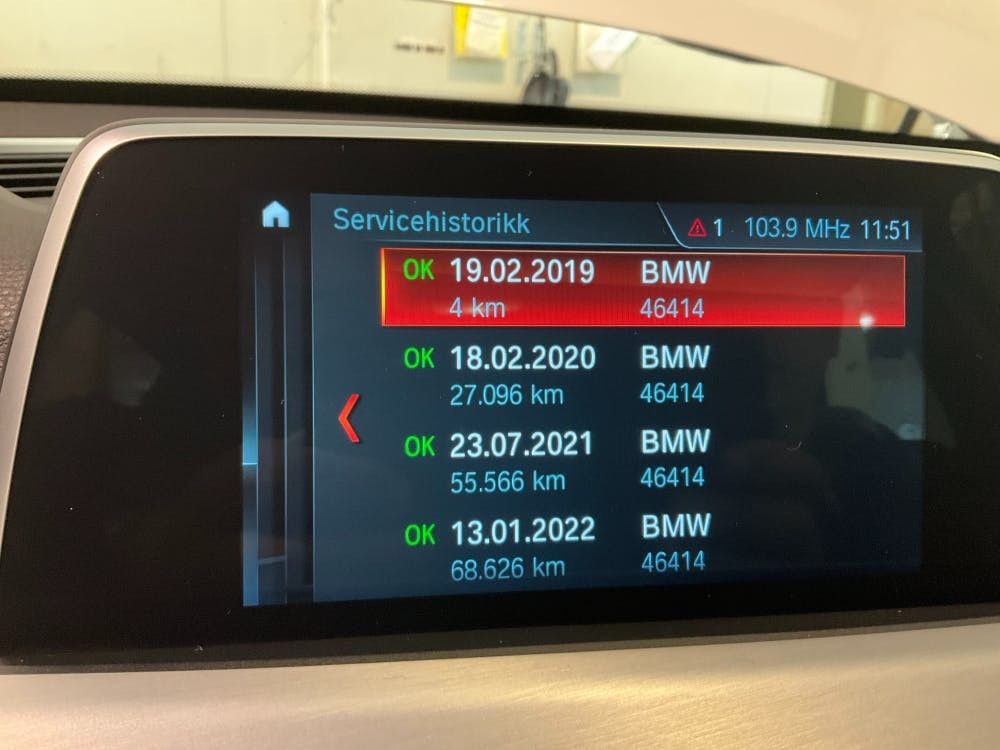 Servicehistorikk 1 103.9 MHz 11:51
OK 19.02.2019 BMW
4 km 46414
OK 18.02.2020 BMW
27.096 km 46414
OK 23.07.2021 BMW
55.566 km 46414
OK 13.01.2022 BMW
68.626 km 46414